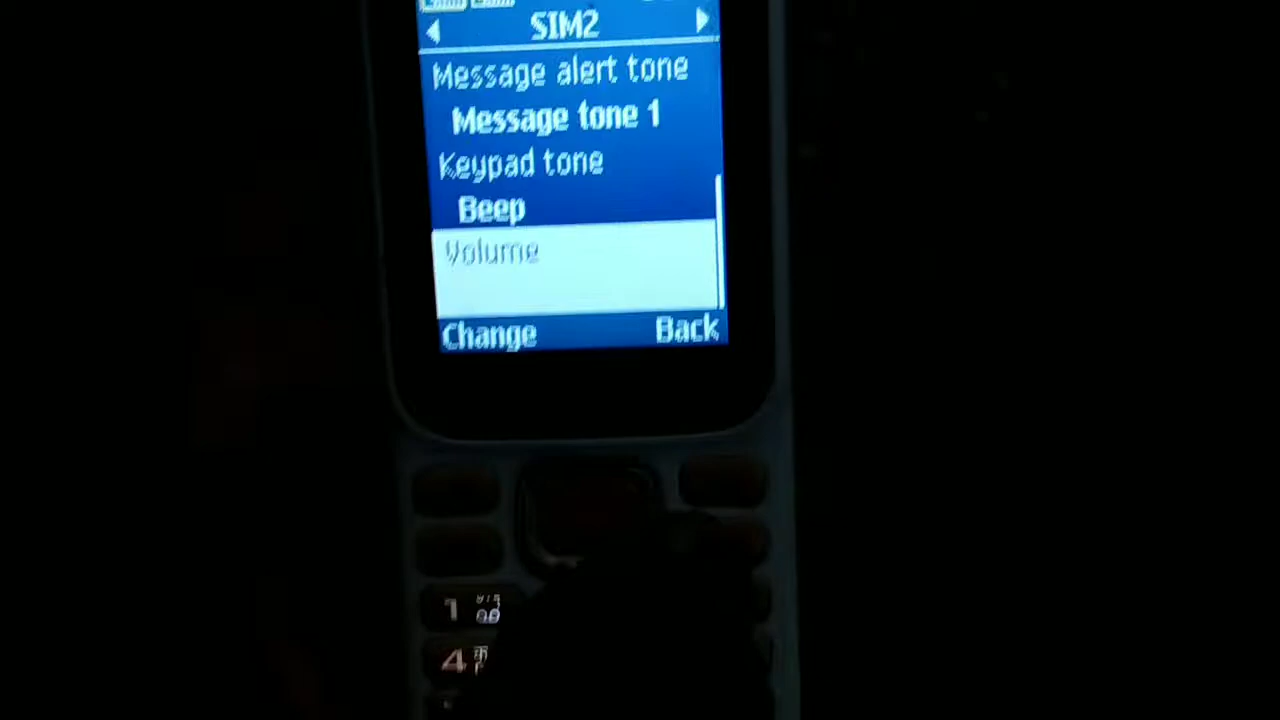 SIM2
Message alert tone
Message tone 1
Keypad tone
Beep
Volume
Change Back
1
4